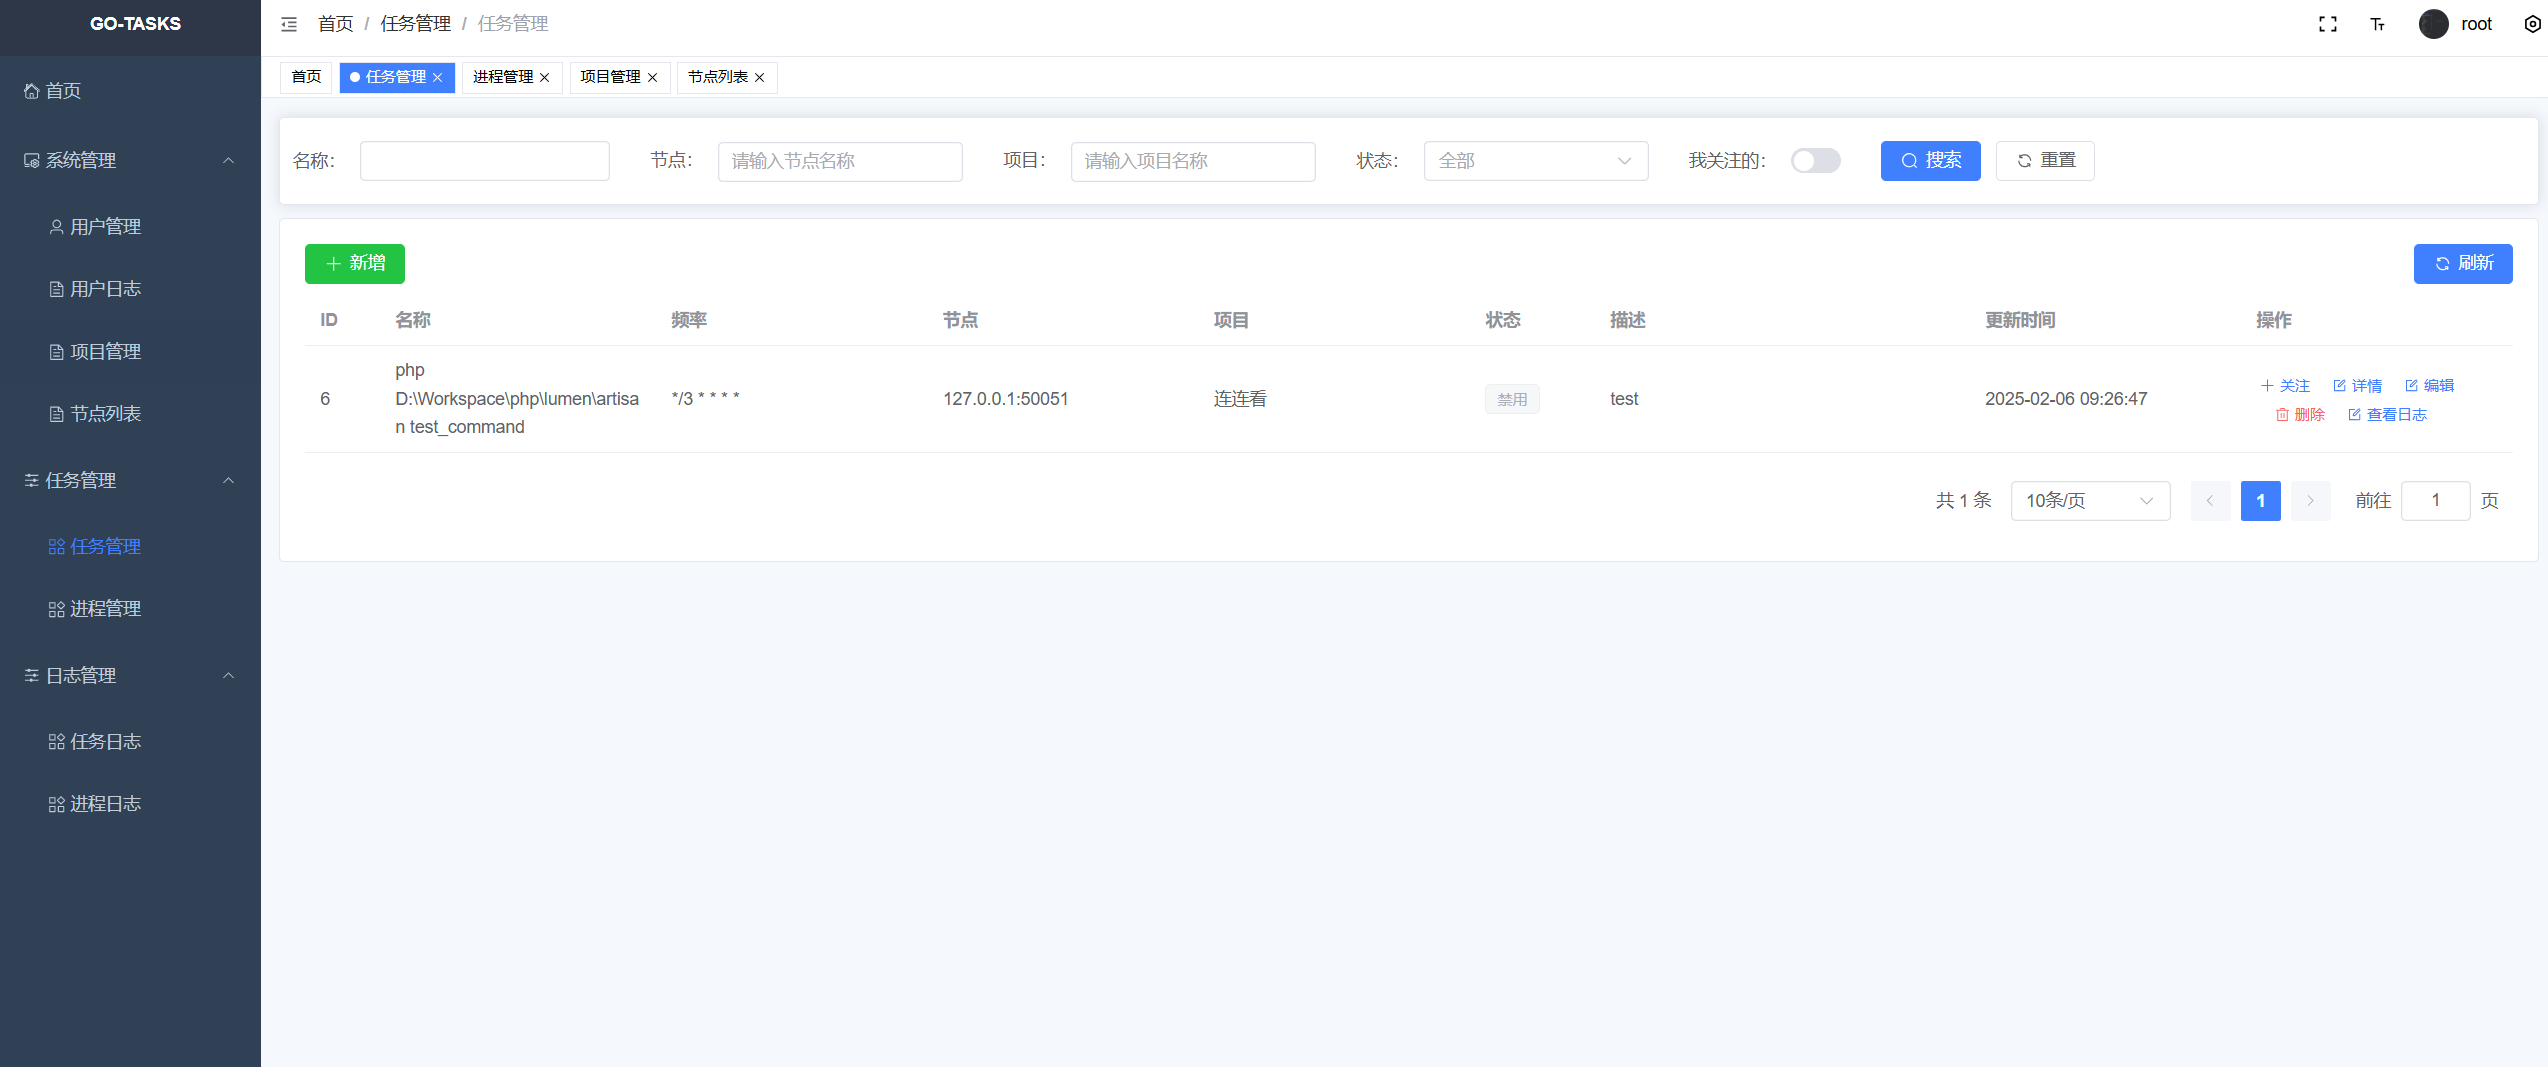 GO-TASKS
首页
系统管理
用户管理
用户日志
项目管理
节点列表
任务管理
任务管理
进程管理
日志管理
任务日志
进程日志
首页 / 任务管理 / 任务管理
root
首页 任务管理 进程管理 项目管理 节点列表
名称: 节点: 请输入节点名称 项目: 请输入项目名称 状态: 全部 我关注的: 搜索 重置
新增 刷新
ID 名称 频率 节点 项目 状态 描述 更新时间 操作
php
D:\Workspace\php\lumen\artisa
n test_command
6 */3 * * * * 127.0.0.1:50051 连连看 禁用 test 2025-02-06 09:26:47
关注 详情 编辑
删除 查看日志
共 1 条 10条/页 1 前往 1 页